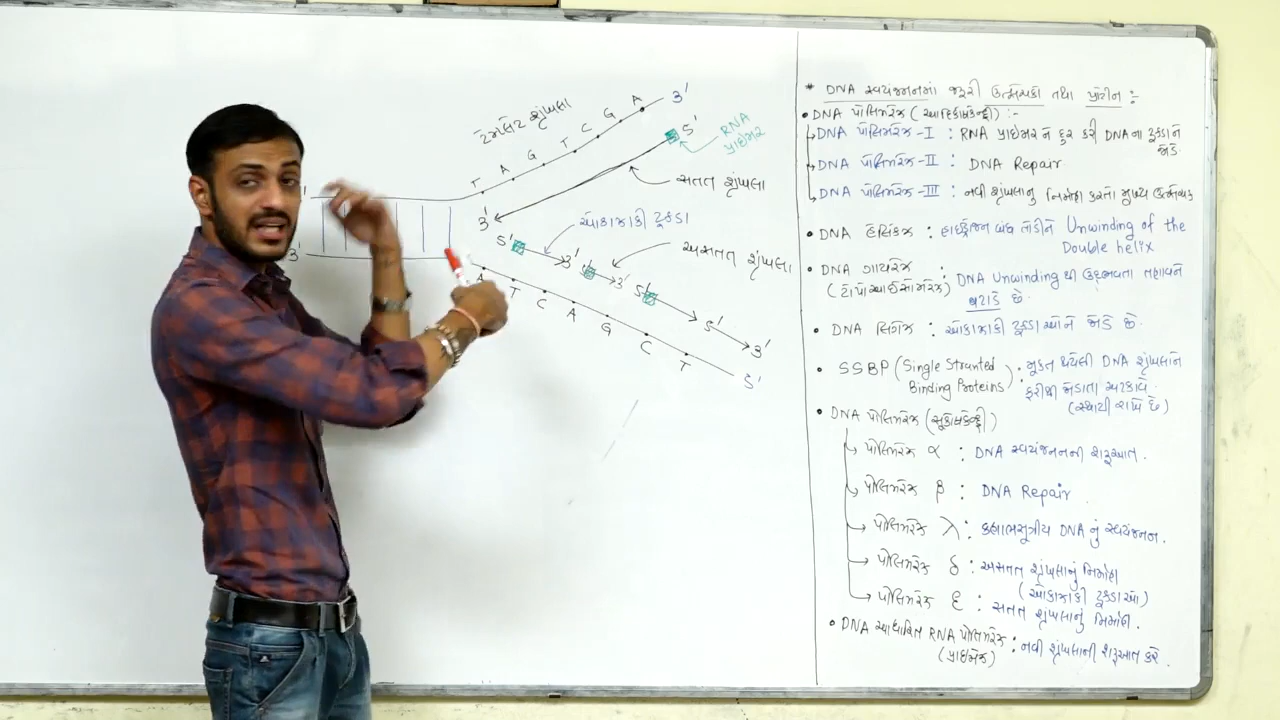 ટેમ્પ્લેટ શૃંખલા
3'
A
G
C
T
G
A
T
5'
RNA
પ્રાઇમર
સતત શૃંખલા
3'
ઓકાઝાકી ટૂકડા
5'
3'
3'
5'
અસતત શૃંખલા
5'
3'
3'
A
T
C
A
G
C
T
5'
* DNA સ્વયંજનનમાં જરૂરી ઉત્સેચકો તથા પ્રોટીન :-
• DNA પોલિમરેઝ (આદિકોષકેન્દ્રી) :-
DNA પોલિમરેઝ -I : RNA પ્રાઇમરને દુર કરી DNA ના ટૂકડાને
જોડે.
DNA પોલિમરેઝ -II : DNA Repair
DNA પોલિમરેઝ -III : નવી શૃંખલાનુ નિર્માણ કરતો મુખ્ય ઉત્સેચક
• DNA હેલિકેઝ : હાઇડ્રોજન બંધ તોડીને Unwinding of the
Double helix
• DNA ગાયરેઝ :
(ટોપોઆઇસોમરેઝ) DNA Unwinding થી ઉદ્દભવતા તણાવને
ઘટાડે છે.
• DNA લિગેઝ : ઓકાઝાકી ટૂકડાઓને જોડે છે.
• SSBP (Single Stranted
Binding Proteins) : મુક્ત થયેલી DNA શૃંખલાને
ફરીથી જોડાતા અટકાવે.
(સ્થાયી રાખે છે)
• DNA પોલિમરેઝ (સુકોષકેન્દ્રી)
પોલિમરેઝ α : DNA સ્વયંજનનની શરૂઆત.
પોલિમરેઝ β : DNA Repair.
પોલિમરેઝ λ : કણાભસૂત્રીય DNA નું સ્વયંજનન.
પોલિમરેઝ δ : અસતત શૃંખલાનું નિર્માણ
(ઓકાઝાકી ટૂકડાઓ)
પોલિમરેઝ ε : સતત શૃંખલાનું નિર્માણ.
• DNA આધારિત RNA પોલિમરેઝ : નવી શૃંખલાની શરૂઆત કરે.
(પ્રાઇમેઝ)